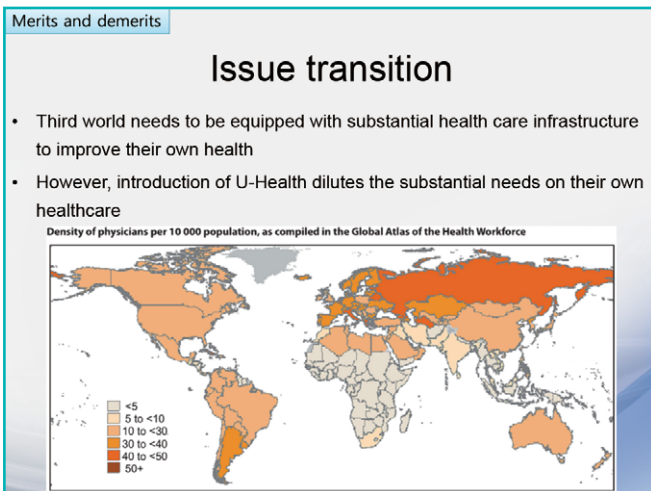 Merits and demerits
Issue transition
• Third world needs to be equipped with substantial health care infrastructure
to improve their own health
• However, introduction of U-Health dilutes the substantial needs on their own
healthcare
Density of physicians per 10 000 population, as compiled in the Global Atlas of the Health Workforce
<5
5 to <10
10 to <30
30 to <40
40 to <50
50+